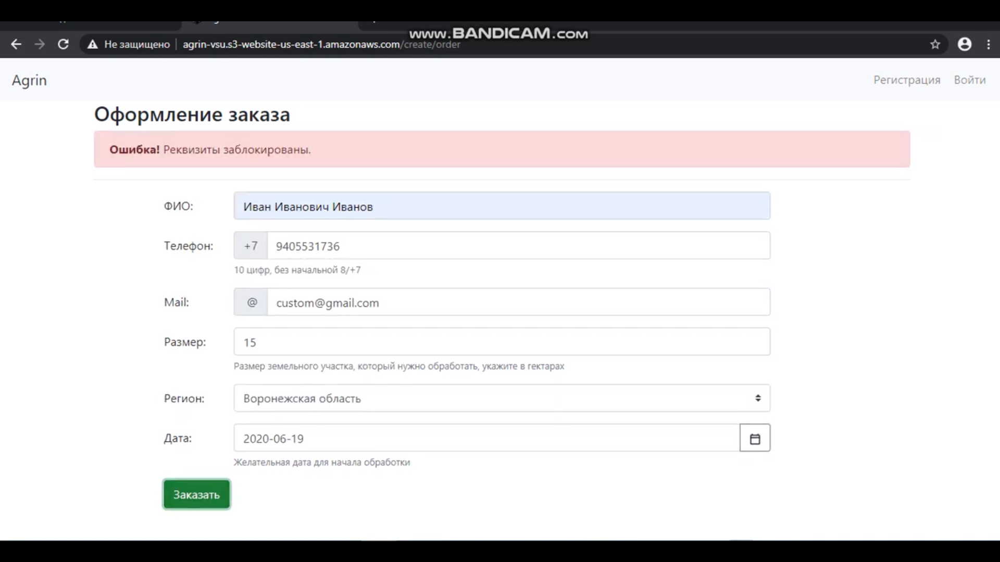 www.BANDICAM.com
Не защищено agrin-vsu.s3-website-us-east-1.amazonaws.com/create/order
Agrin Регистрация Войти
Оформление заказа
Ошибка! Реквизиты заблокированы.
ФИО: Иван Иванович Иванов
Телефон: +7 9405531736
10 цифр, без начальной 8/+7
Mail: @ custom@gmail.com
Размер: 15
Размер земельного участка, который нужно обработать, укажите в гектарах
Регион: Воронежская область
Дата: 2020-06-19
Желательная дата для начала обработки
Заказать